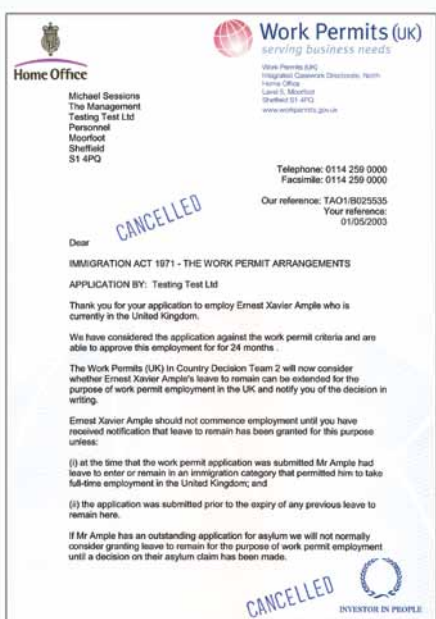 Home Office
Work Permits (UK)
serving business needs
Work Permits (UK)
Integrated Casework Directorate, North
Home Office
Level 5, Moorfoot
Sheffield S1 4PQ
www.workpermits.gov.uk
Michael Sessions
The Management
Testing Test Ltd
Personnel
Moorfoot
Sheffield
S1 4PQ
Telephone: 0114 259 0000
Facsimile: 0114 259 0000
Our reference: TAO1/B025535
Your reference:
01/05/2003
CANCELLED
Dear
IMMIGRATION ACT 1971 - THE WORK PERMIT ARRANGEMENTS
APPLICATION BY: Testing Test Ltd
Thank you for your application to employ Ernest Xavier Ample who is
currently in the United Kingdom.
We have considered the application against the work permit criteria and are
able to approve this employment for for 24 months .
The Work Permits (UK) In Country Decision Team 2 will now consider
whether Ernest Xavier Ample's leave to remain can be extended for the
purpose of work permit employment in the UK and notify you of the decision in
writing.
Ernest Xavier Ample should not commence employment until you have
received notification that leave to remain has been granted for this purpose
unless:
(i) at the time that the work permit application was submitted Mr Ample had
leave to enter or remain in an immigration category that permitted him to take
full-time employment in the United Kingdom; and
(ii) the application was submitted prior to the expiry of any previous leave to
remain here.
If Mr Ample has an outstanding application for asylum we will not normally
consider granting leave to remain for the purpose of work permit employment
until a decision on their asylum claim has been made.
CANCELLED
INVESTOR IN PEOPLE